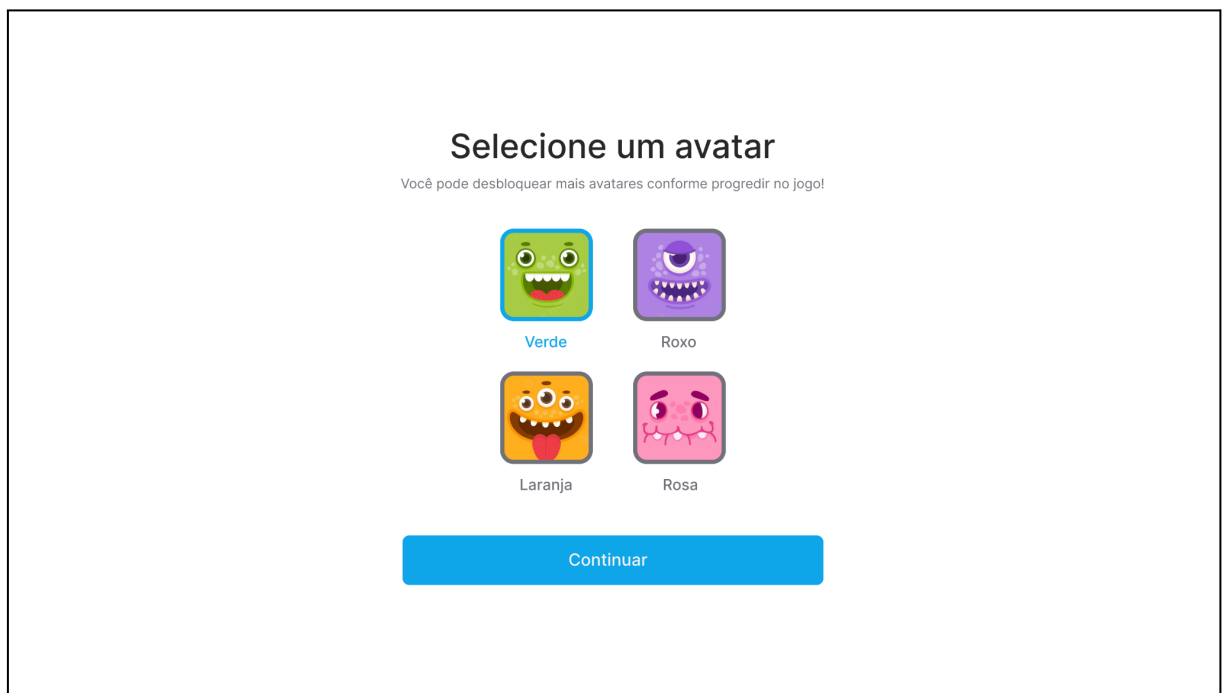 Selecione um avatar
Você pode desbloquear mais avatares conforme progredir no jogo!
Verde
Roxo
Laranja
Rosa
Continuar